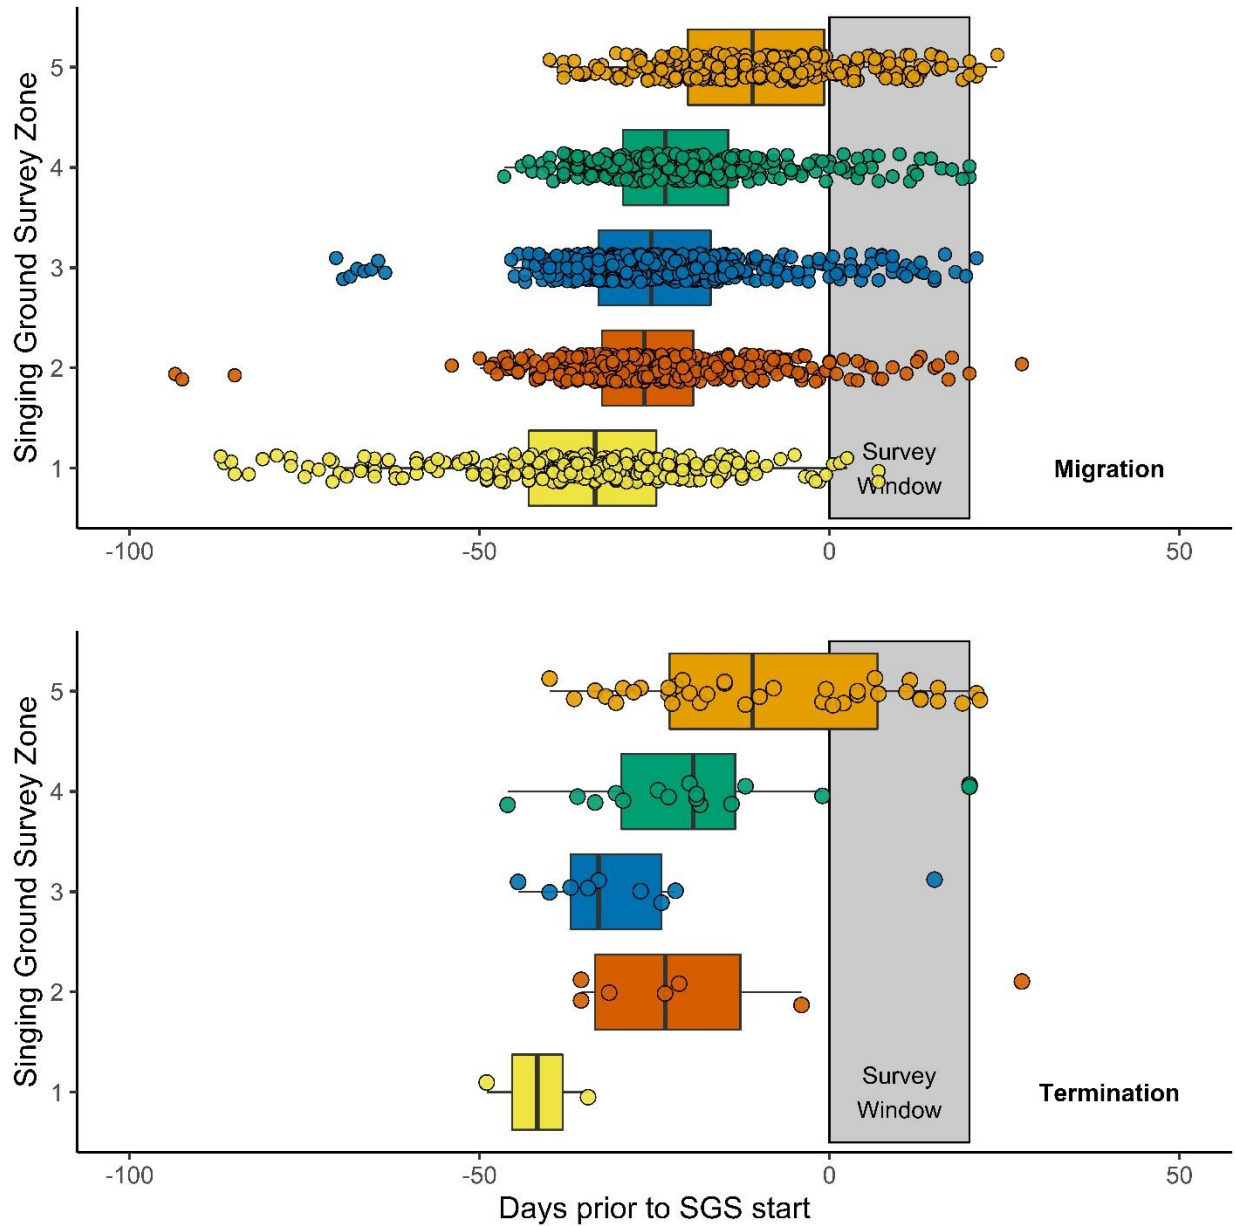 Singing Ground Survey Zone
5
4
3
2
1
Survey
Window
Migration
-100
-50
0
50
Singing Ground Survey Zone
5
4
3
2
1
Survey
Window
Termination
-100
-50
0
50
Days prior to SGS start